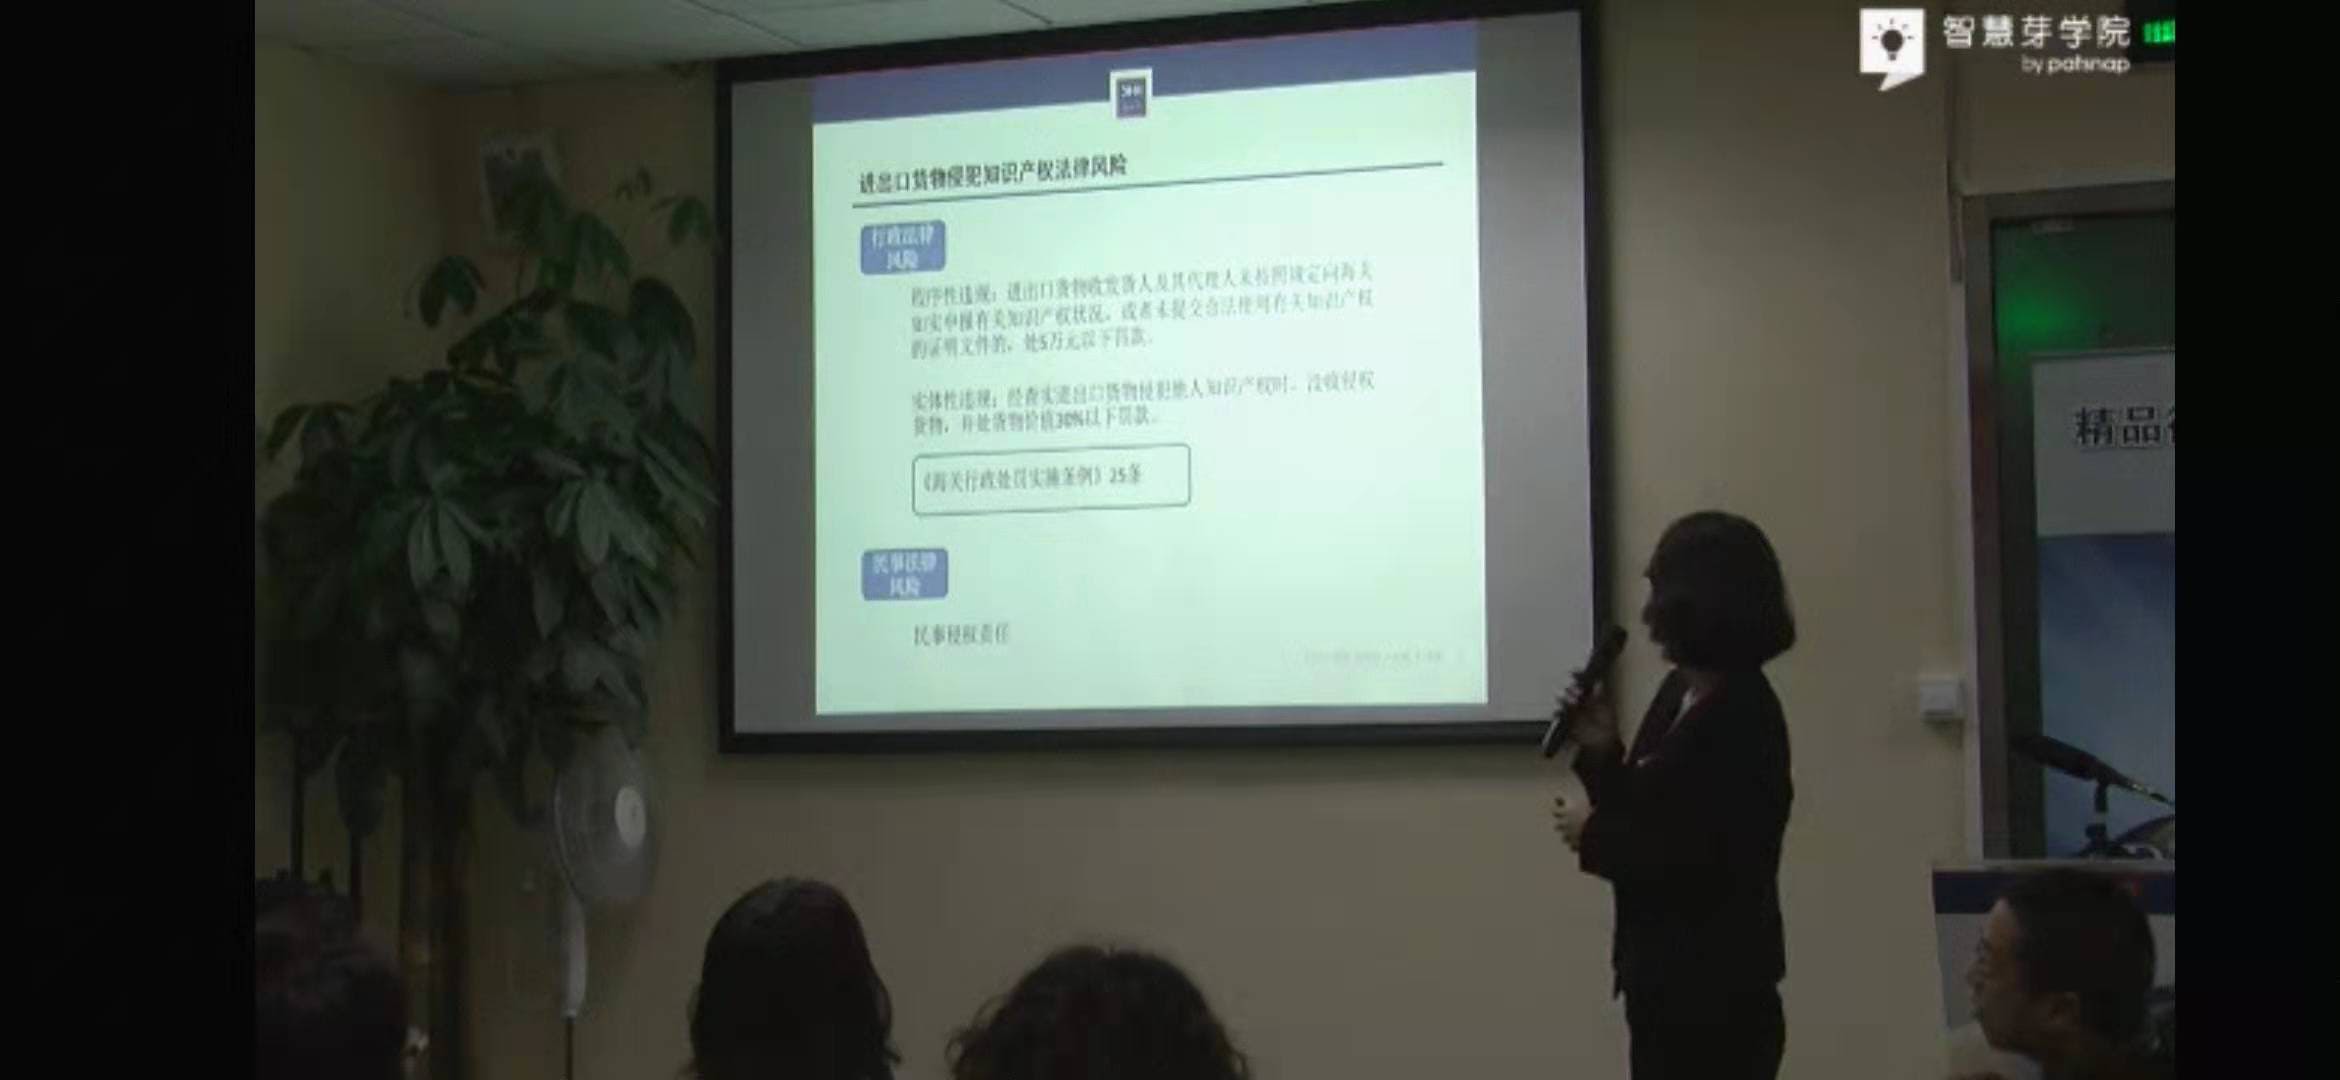 智慧芽学院
by patsnap
进出口货物侵犯知识产权法律风险
行政法律
风险
程序性违规：进出口货物收发货人及其代理人未按照规定向海关
如实申报有关知识产权状况，或者未提交合法使用有关知识产权
的证明文件的，处5万元以下罚款。
实体性违规：经查实进出口货物侵犯他人知识产权时，没收侵权
货物，并处货物价值30%以下罚款。
《海关行政处罚实施条例》25条
民事法律
风险
民事侵权责任
精品